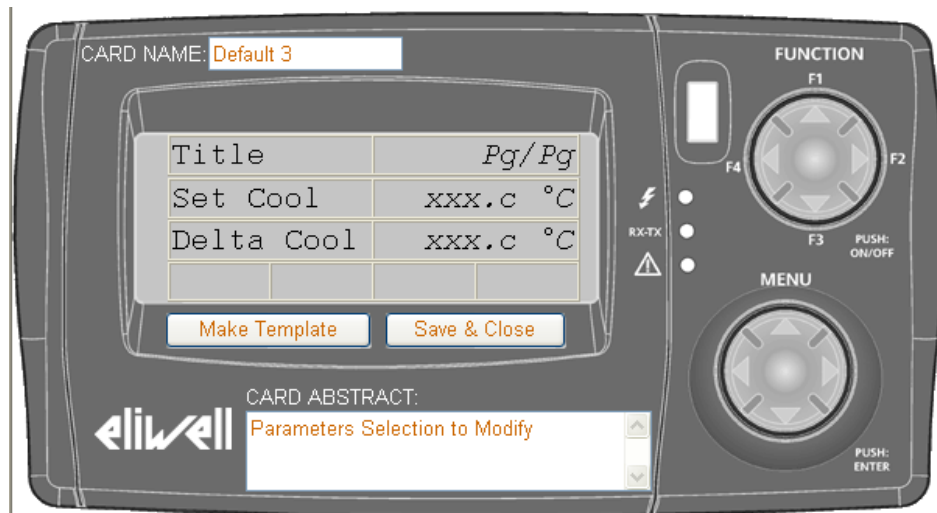 CARD NAME: Default 3
FUNCTION
F1
Title Pg/Pg
F4
F2
Set Cool xxx.c °C
Delta Cool xxx.c °C
RX-TX
F3
PUSH:
ON/OFF
MENU
Make Template Save & Close
CARD ABSTRACT:
eliwell
Parameters Selection to Modify
PUSH:
ENTER